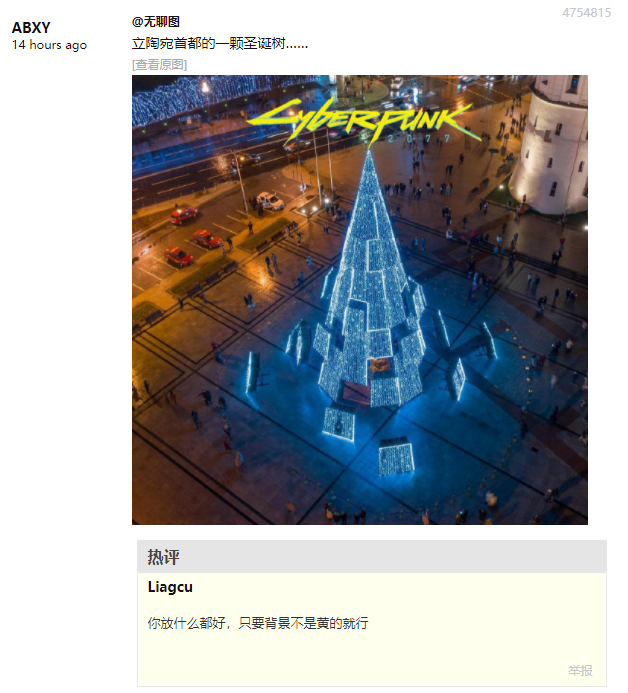 4754815
ABXY
14 hours ago
@无聊图
立陶宛首都的一颗圣诞树……
[查看原图]
Cyberpunk
2077
热评
Liagcu
你放什么都好，只要背景不是黄的就行
举报